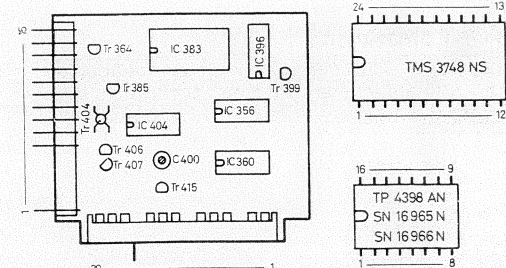 24 13
TMS 3748 NS
1 12
Tr 364
IC 383
IC 396
Tr 399
Tr 385
Tr 404
IC 404
IC 356
Tr 406
Tr 407
C400
IC360
Tr 415
1
1
16 9
TP 4398 AN
SN 16965 N
SN 16966 N
1 8